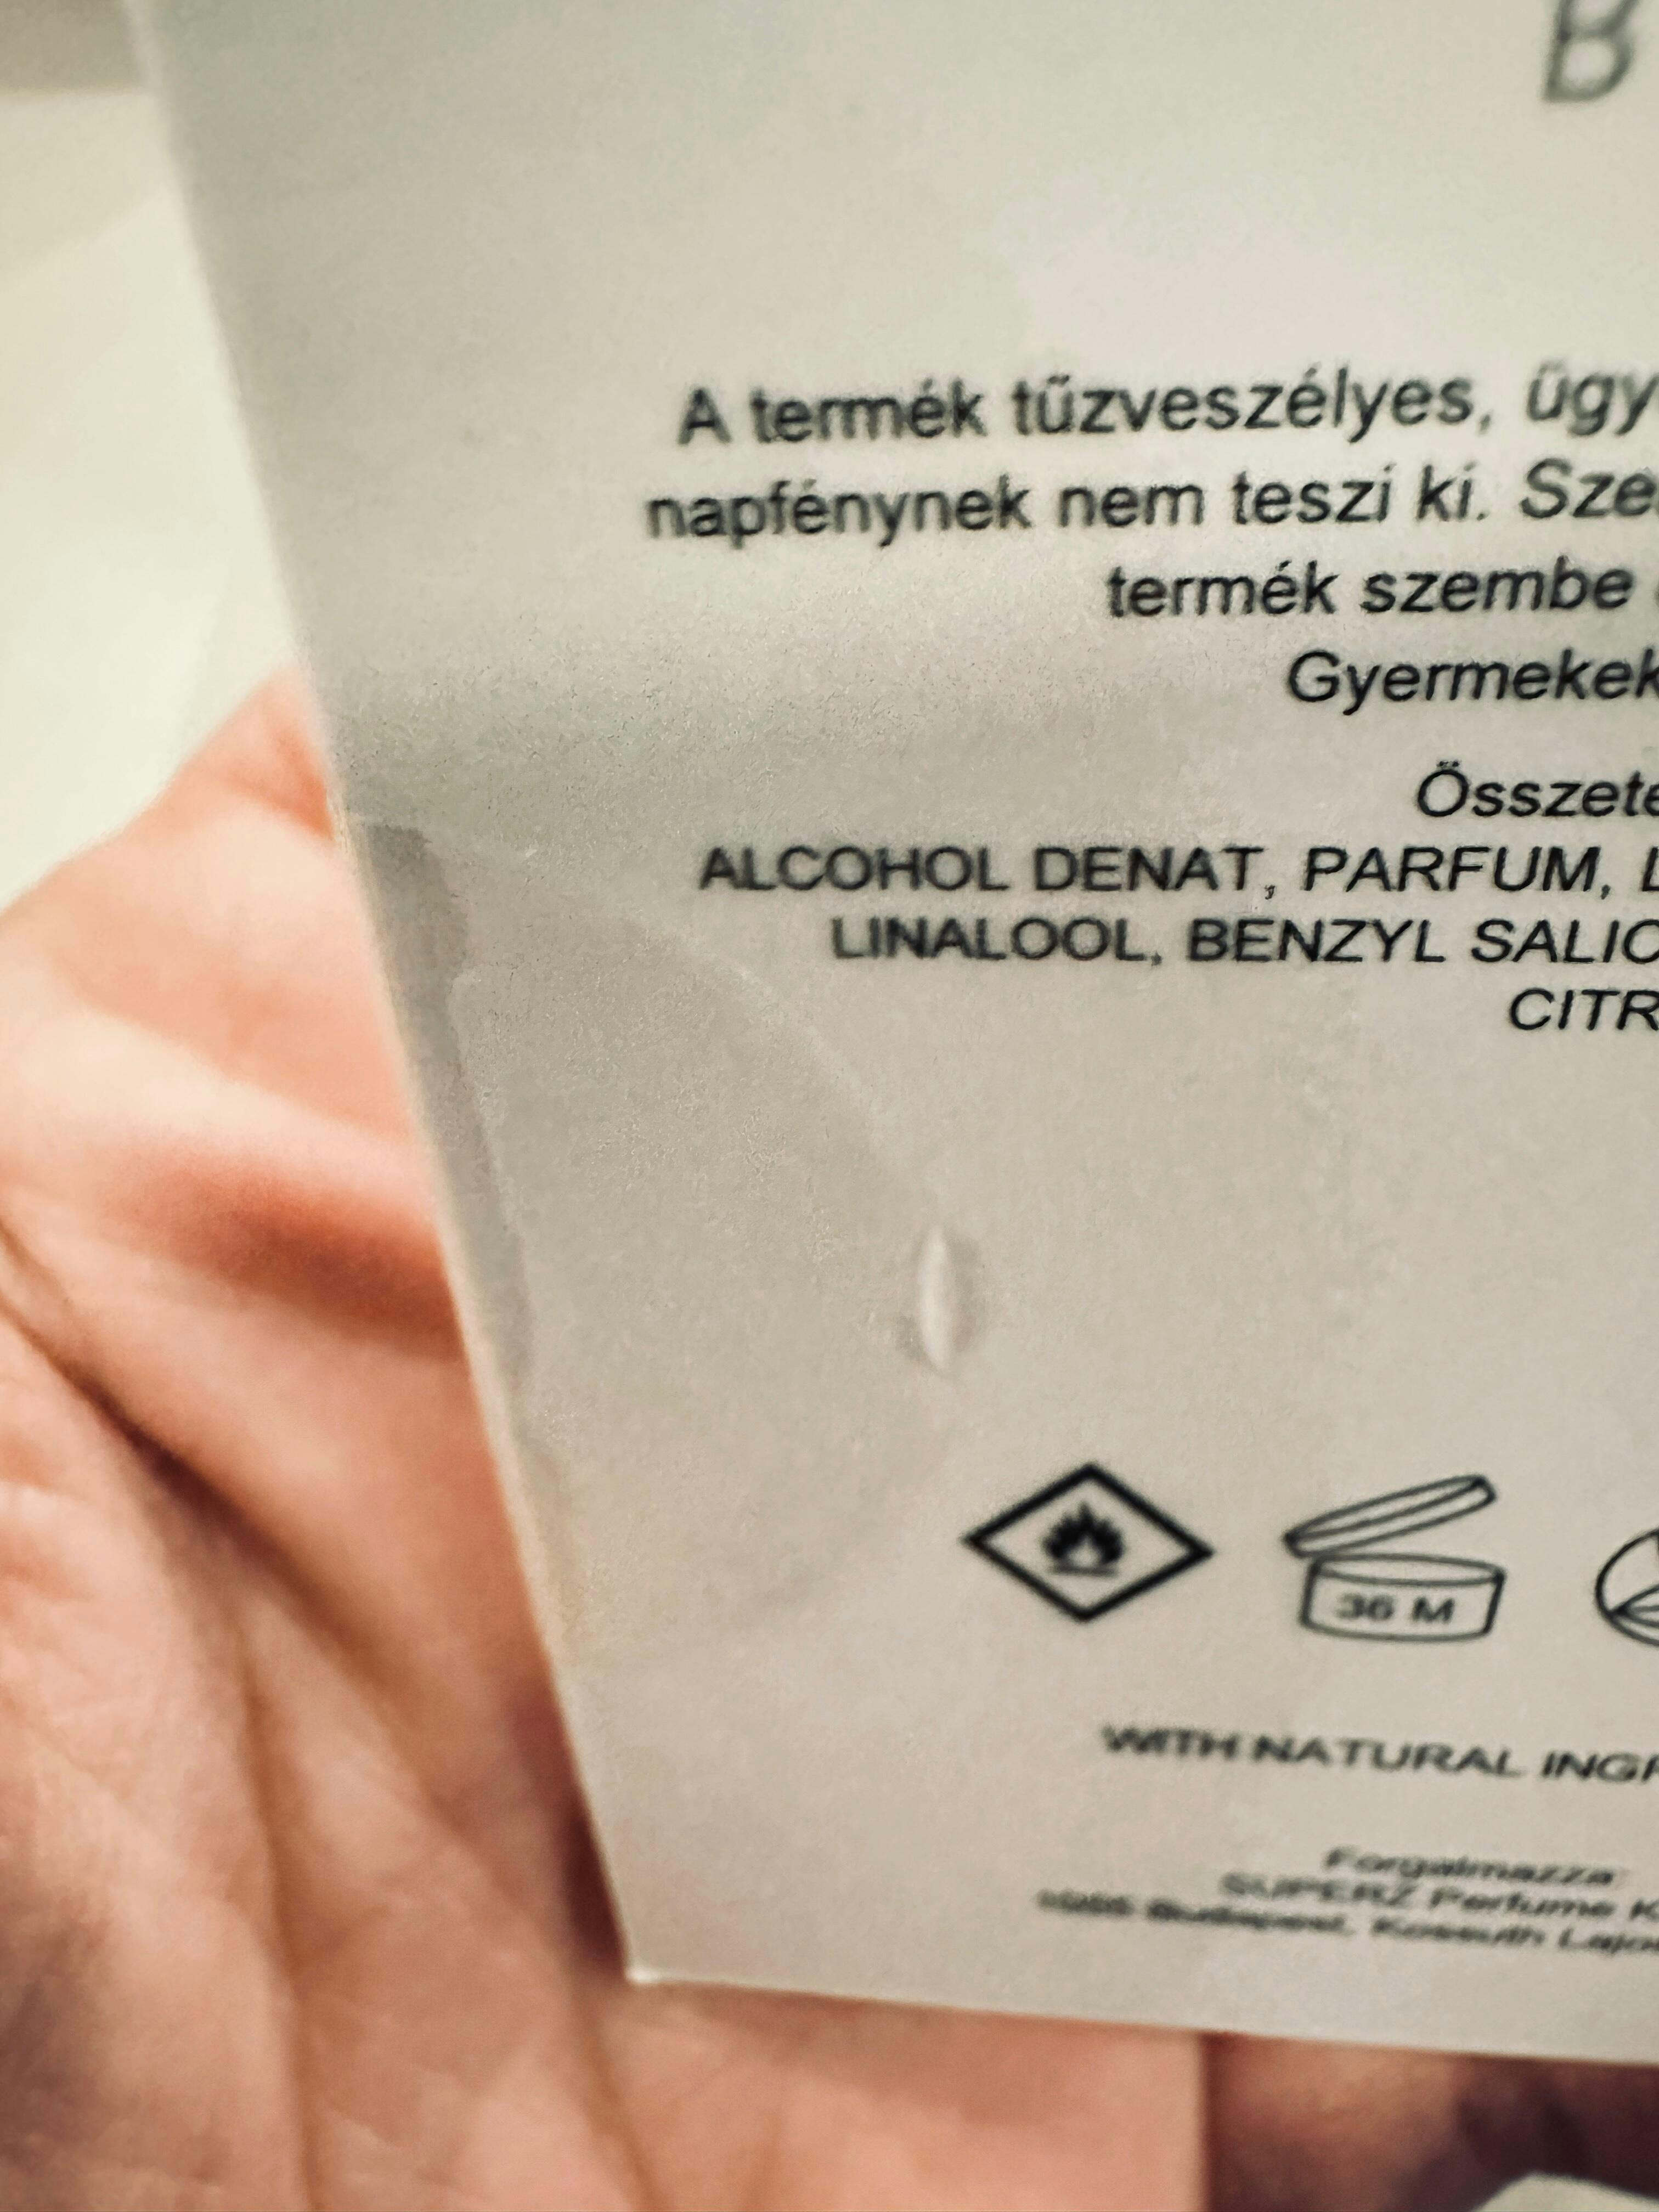 A termék tűzveszélyes, ügy
napfénynek nem teszi ki. Sze
termék szembe
Gyermekek
Összete
ALCOHOL DENAT, PARFUM, L
LINALOOL, BENZYL SALIC
CITR
36 M
WITH NATURAL INGR
Forgalmazza:
SUPERZ Perfume K
Budapest, Kossuth Lajo